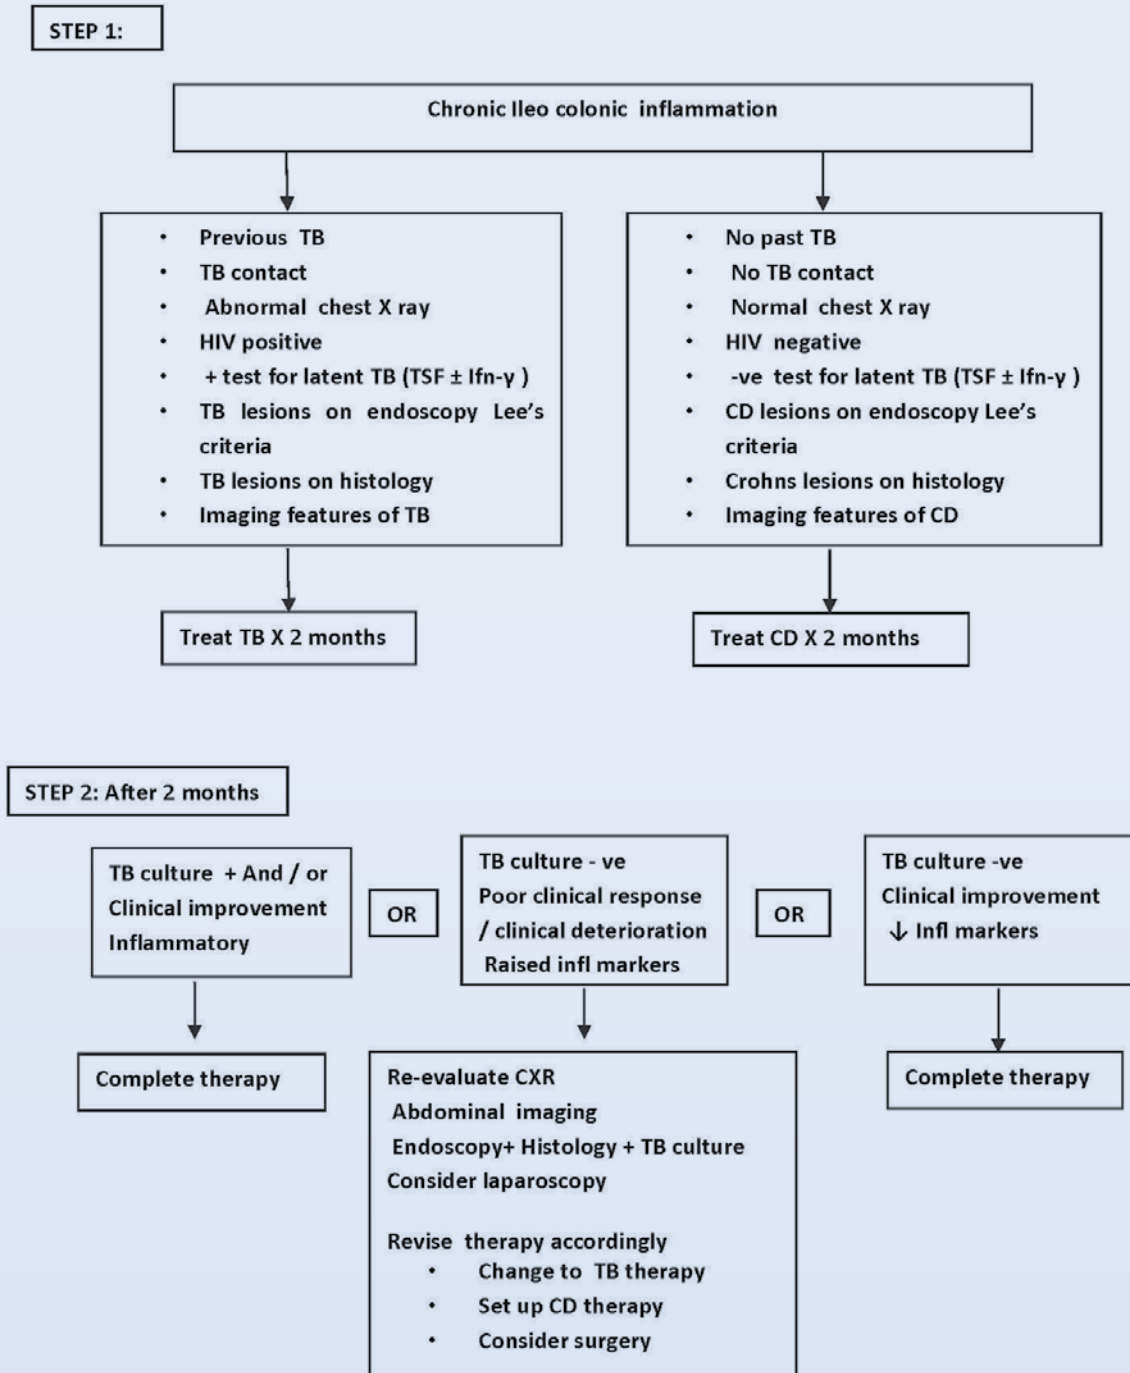 STEP 1:
Chronic Ileo colonic inflammation
• Previous TB
• TB contact
• Abnormal chest X ray
• HIV positive
• + test for latent TB (TSF ± Ifn-γ )
• TB lesions on endoscopy Lee's
criteria
• TB lesions on histology
• Imaging features of TB
• No past TB
• No TB contact
• Normal chest X ray
• HIV negative
• -ve test for latent TB (TSF ± Ifn-γ )
• CD lesions on endoscopy Lee's
criteria
• Crohns lesions on histology
• Imaging features of CD
Treat TB X 2 months
Treat CD X 2 months
STEP 2: After 2 months
TB culture + And / or
Clinical improvement
Inflammatory
OR
TB culture - ve
Poor clinical response
/ clinical deterioration
Raised infl markers
OR
TB culture -ve
Clinical improvement
↓ Infl markers
Complete therapy
Re-evaluate CXR
Abdominal imaging
Endoscopy+ Histology + TB culture
Consider laparoscopy
Revise therapy accordingly
• Change to TB therapy
• Set up CD therapy
• Consider surgery
Complete therapy